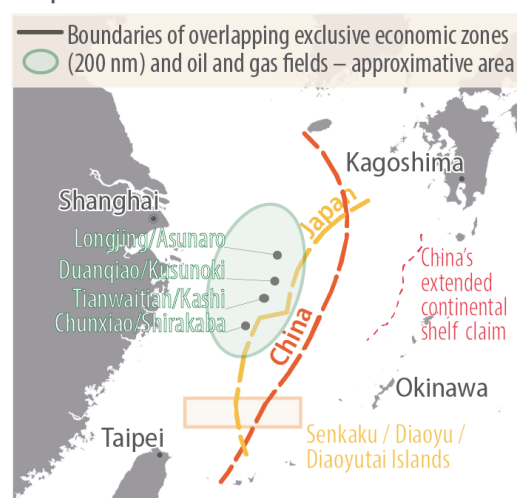 Boundaries of overlapping exclusive economic zones
(200 nm) and oil and gas fields – approximative area
Kagoshima
Shanghai
Japan
Longjing/Asunaro
Duanqiao/Kusunoki
Tianwaitian/Kashi
Chunxiao/Shirakaba
China's
extended
continental
shelf claim
China
Okinawa
Taipei
Senkaku / Diaoyu /
Diaoyutai Islands